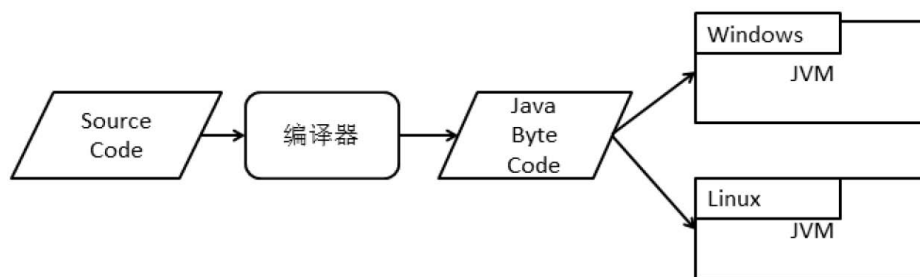 Source
Code
编译器
Java
Byte
Code
Windows
JVM
Linux
JVM